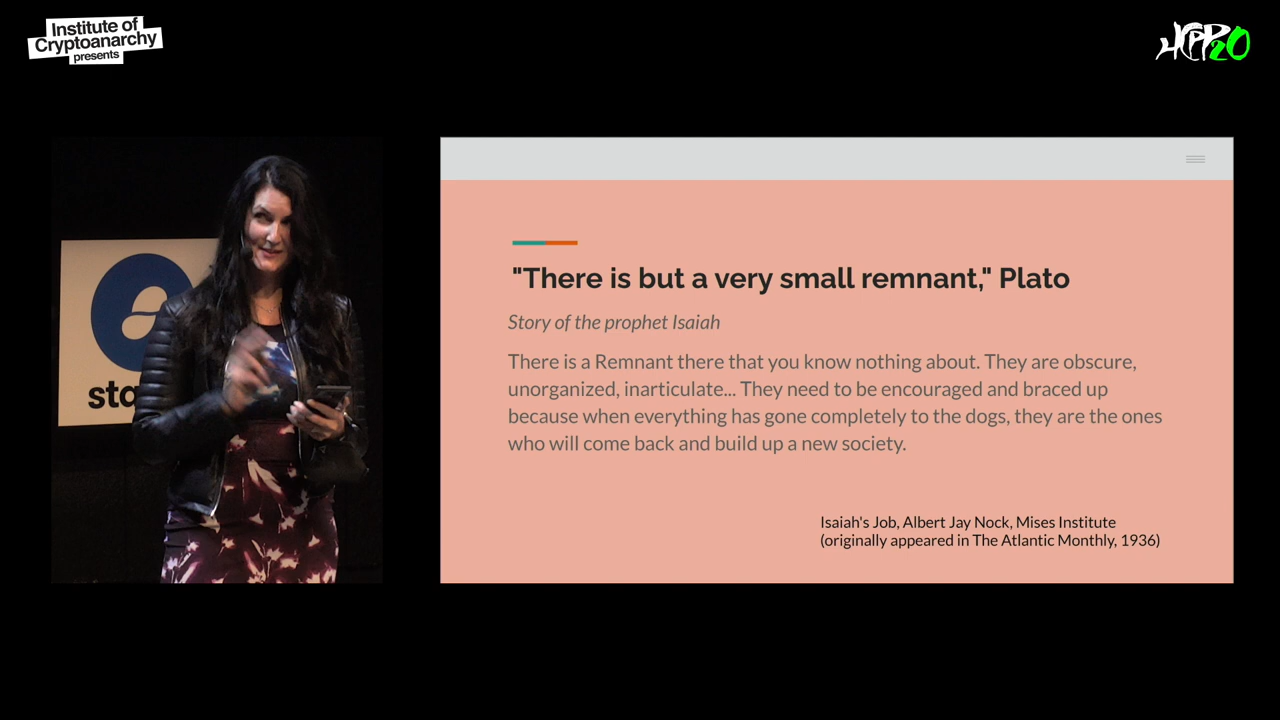 Institute of
Cryptoanarchy
presents
HCPP20
sta
"There is but a very small remnant," Plato
Story of the prophet Isaiah
There is a Remnant there that you know nothing about. They are obscure,
unorganized, inarticulate... They need to be encouraged and braced up
because when everything has gone completely to the dogs, they are the ones
who will come back and build up a new society.
Isaiah's Job, Albert Jay Nock, Mises Institute
(originally appeared in The Atlantic Monthly, 1936)